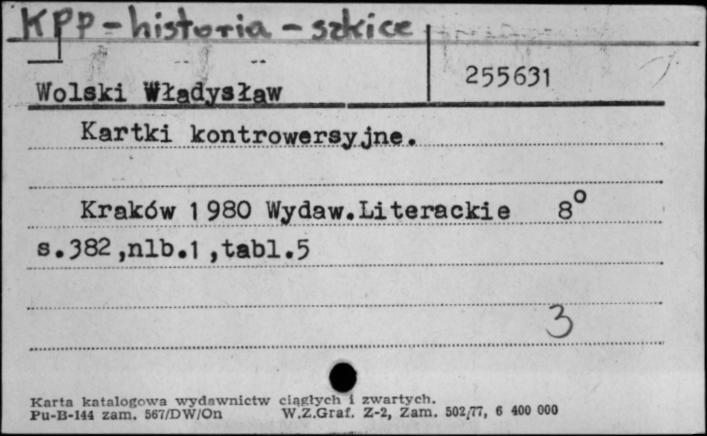 KPP - historia - szkice
255631
Wolski Władysław
Kartki kontrowersyjne.
Kraków 1980 Wydaw.Literackie 8°
s.382,nlb.1,tabl.5
3
Karta katalogowa wydawnictw ciągłych i zwartych.
Pu-B-144 zam. 567/DW/On W.Z.Graf. Z-2, Zam. 502/77, 6 400 000